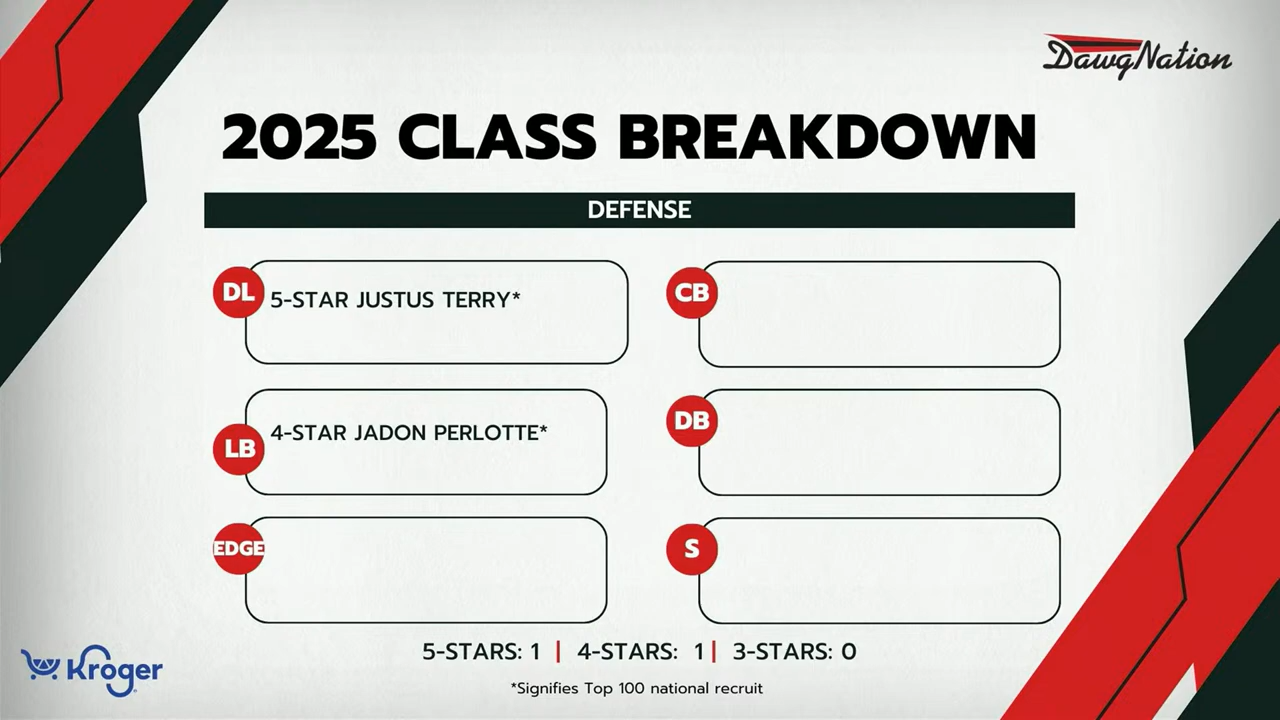 DawgNation
2025 CLASS BREAKDOWN
DEFENSE
DL
5-STAR JUSTUS TERRY*
CB
LB
4-STAR JADON PERLOTTE*
DB
EDGE
S
5-STARS: 1 | 4-STARS: 1 | 3-STARS: 0
*Signifies Top 100 national recruit
Kroger